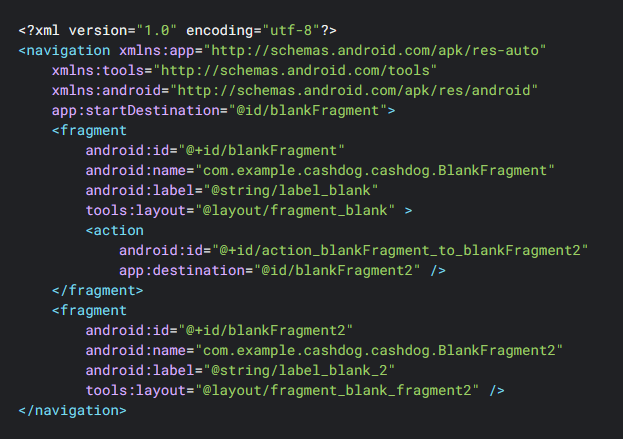 <?xml version="1.0" encoding="utf-8"?>
<navigation xmlns:app="http://schemas.android.com/apk/res-auto"
    xmlns:tools="http://schemas.android.com/tools"
    xmlns:android="http://schemas.android.com/apk/res/android"
    app:startDestination="@id/blankFragment">
    <fragment
        android:id="@+id/blankFragment"
        android:name="com.example.cashdog.cashdog.BlankFragment"
        android:label="@string/label_blank"
        tools:layout="@layout/fragment_blank" >
        <action
            android:id="@+id/action_blankFragment_to_blankFragment2"
            app:destination="@id/blankFragment2" />
    </fragment>
    <fragment
        android:id="@+id/blankFragment2"
        android:name="com.example.cashdog.cashdog.BlankFragment2"
        android:label="@string/label_blank_2"
        tools:layout="@layout/fragment_blank_fragment2" />
</navigation>